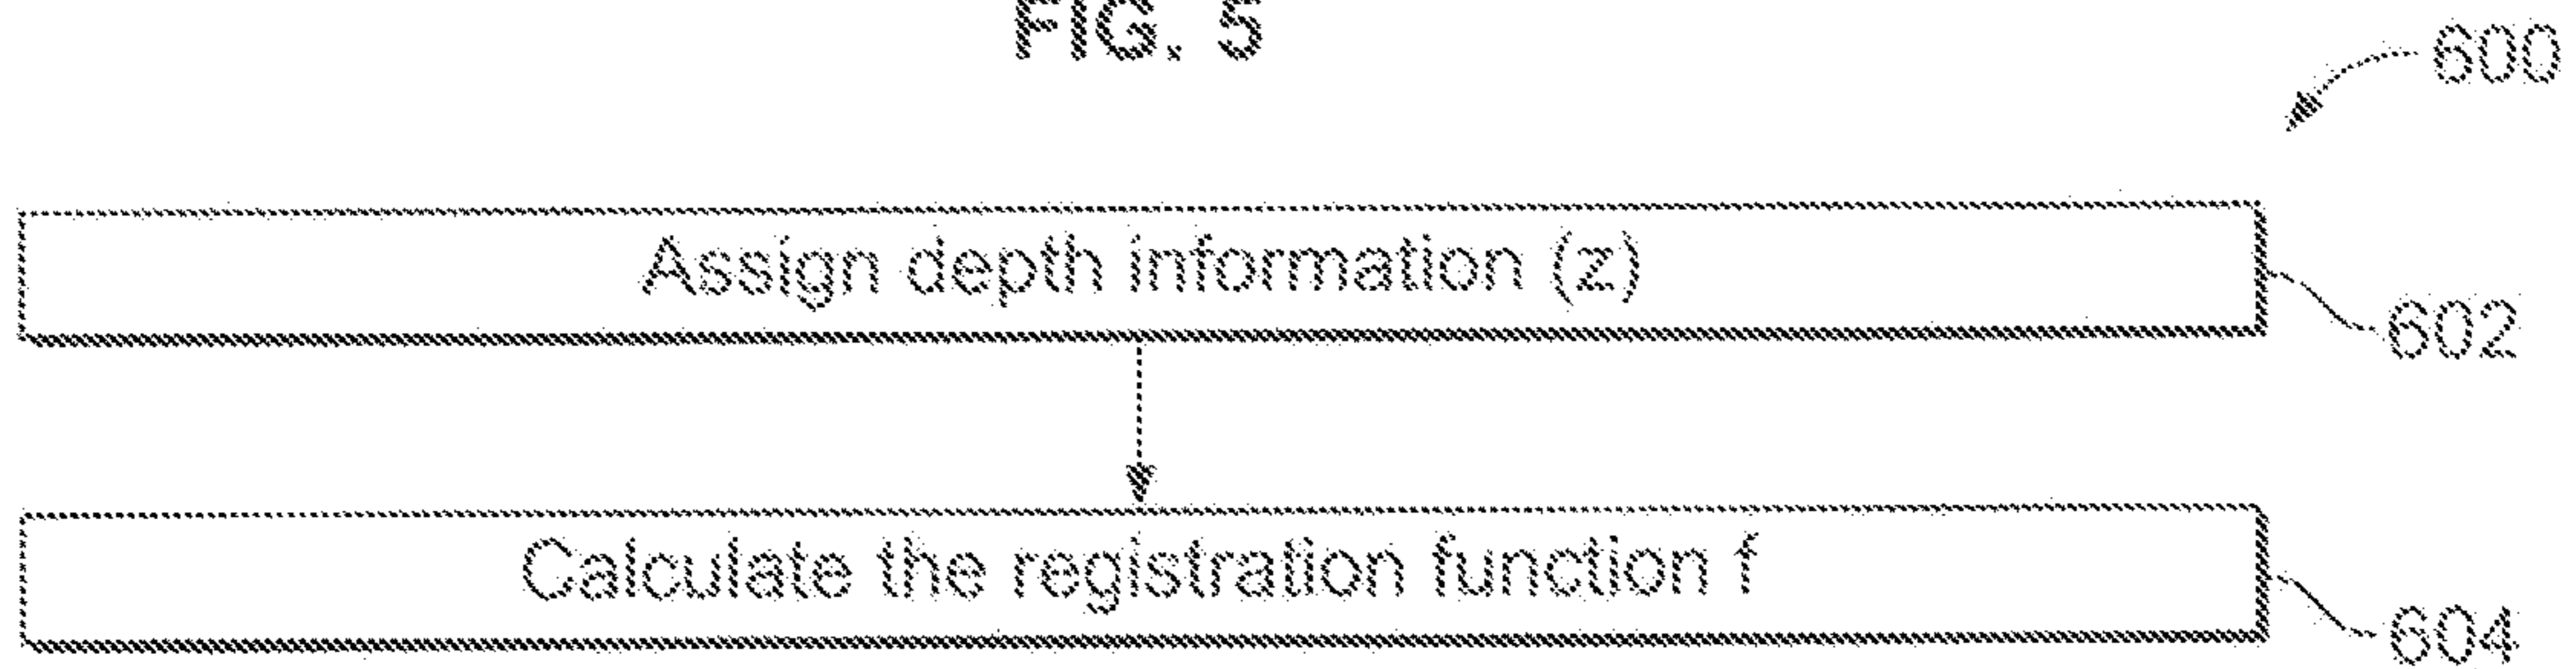 FIG. 5
600
Assign depth information (z)
602
Calculate the registration function f
604